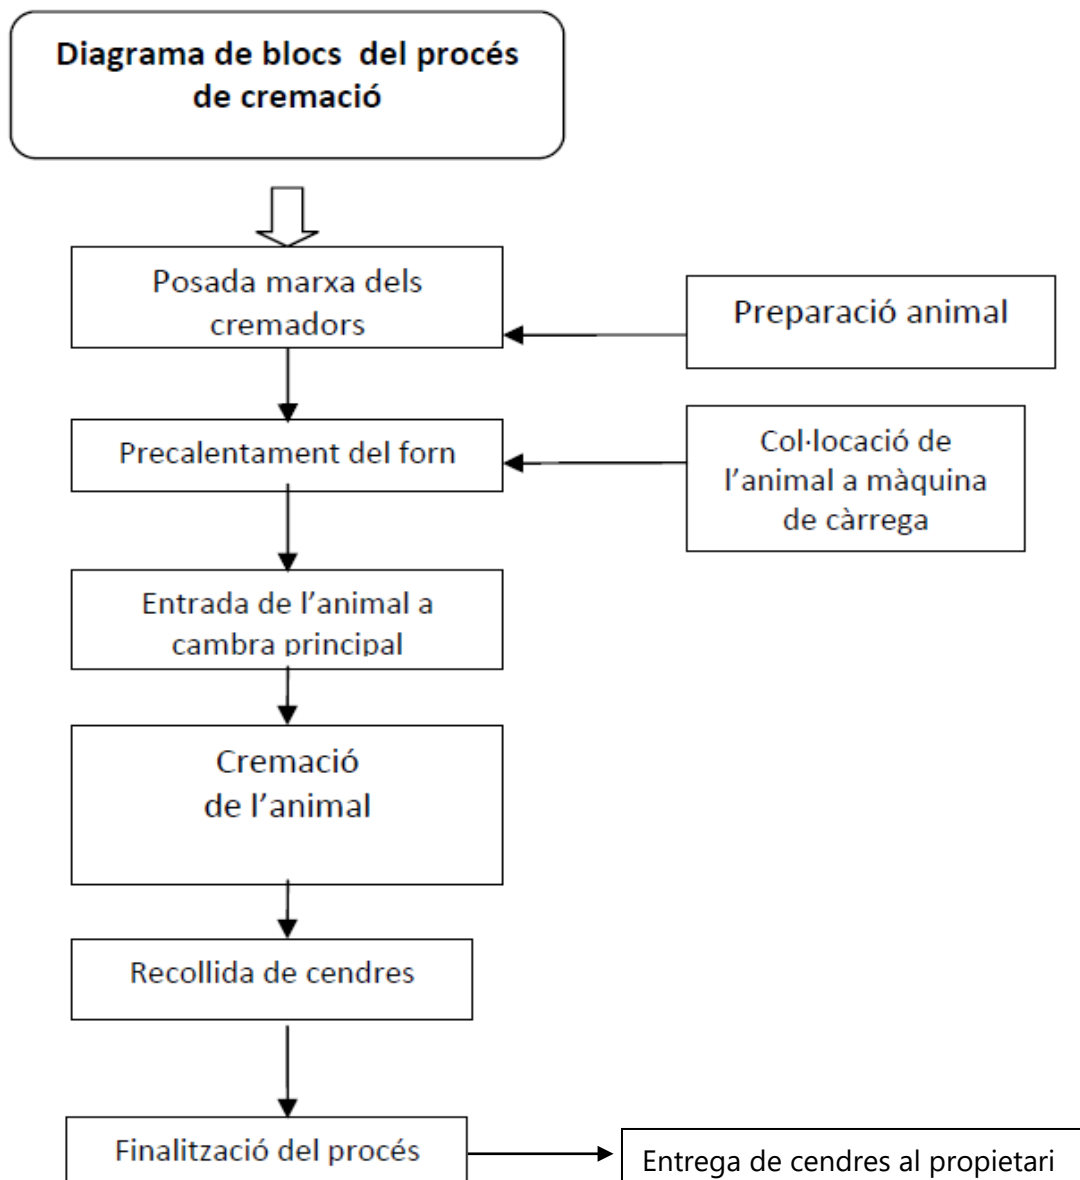 Diagrama de blocs del procés
de cremació
Posada marxa dels
cremadors
Preparació animal
Precalentament del forn
Col·locació de
l’animal a màquina
de càrrega
Entrada de l’animal a
cambra principal
Cremació
de l’animal
Recollida de cendres
Finalització del procés
Entrega de cendres al propietari